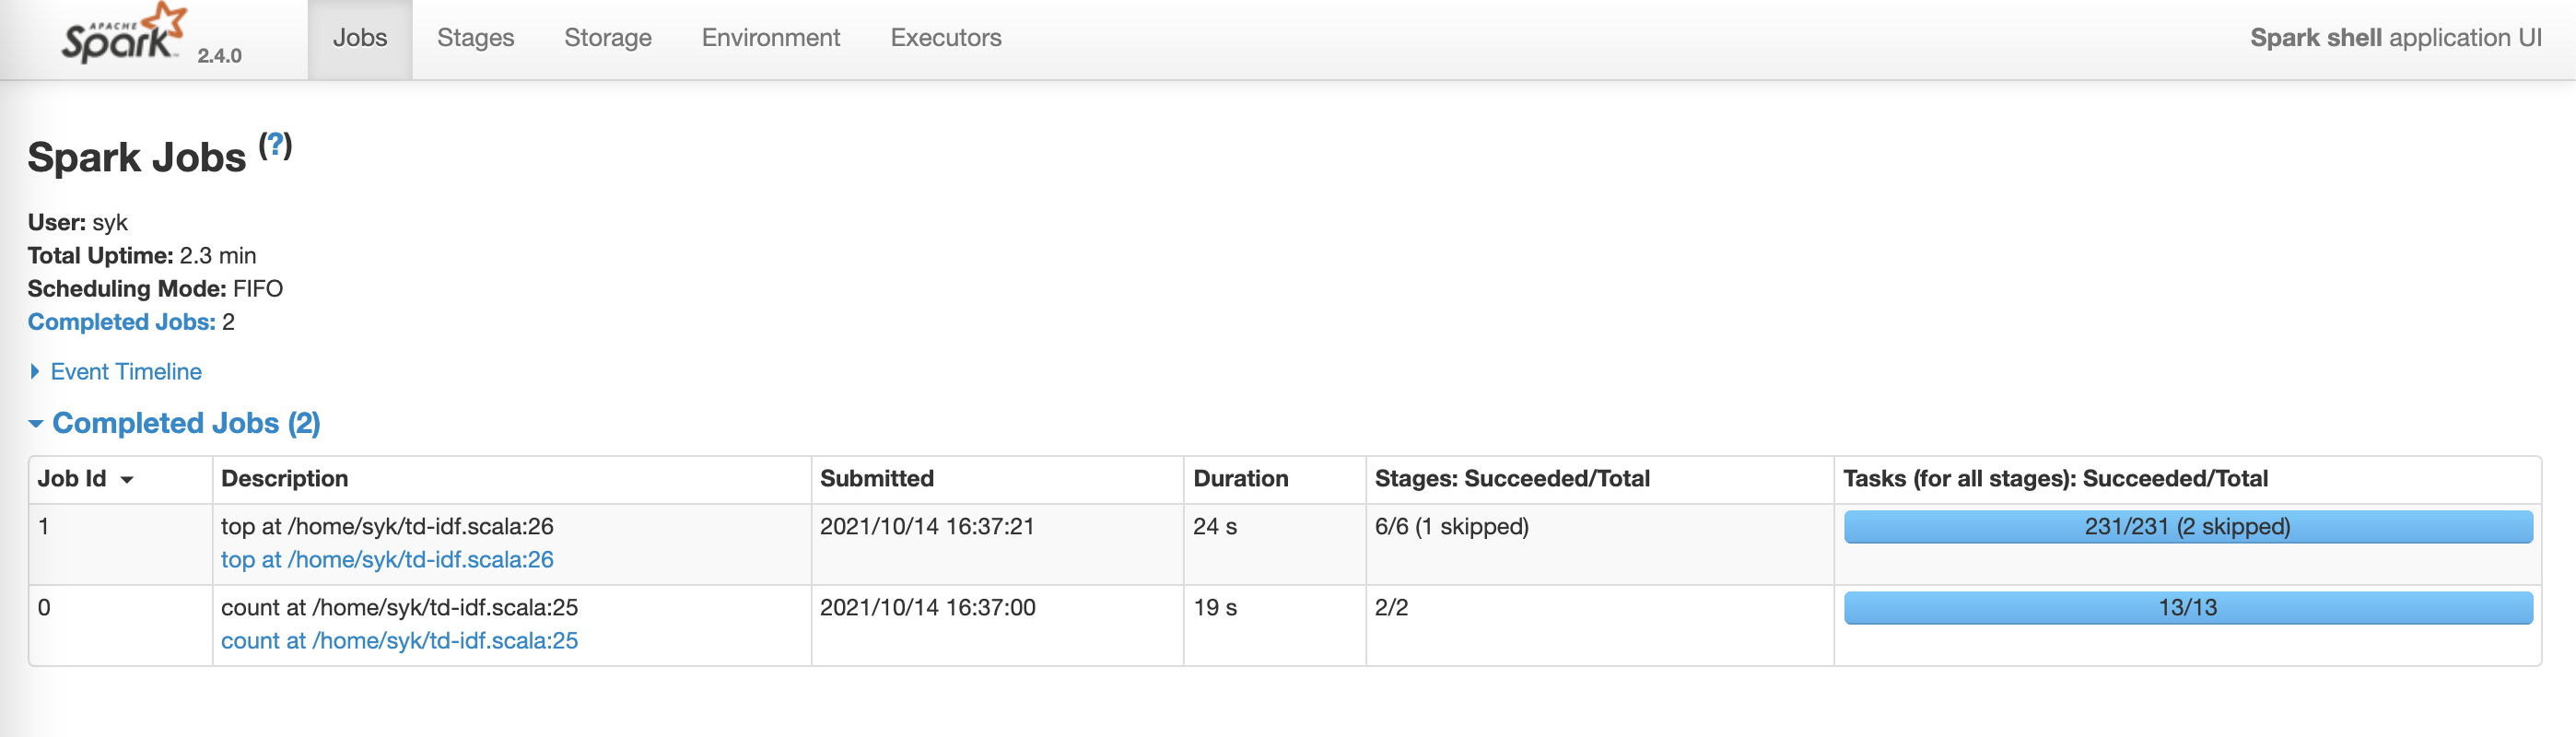 APACHE Spark 2.4.0 Jobs Stages Storage Environment Executors Spark shell application UI
Spark Jobs (?)
User: syk
Total Uptime: 2.3 min
Scheduling Mode: FIFO
Completed Jobs: 2
Event Timeline
Completed Jobs (2)
Job Id Description Submitted Duration Stages: Succeeded/Total Tasks (for all stages): Succeeded/Total
1 top at /home/syk/td-idf.scala:26 2021/10/14 16:37:21 24 s 6/6 (1 skipped) 231/231 (2 skipped)
top at /home/syk/td-idf.scala:26
0 count at /home/syk/td-idf.scala:25 2021/10/14 16:37:00 19 s 2/2 13/13
count at /home/syk/td-idf.scala:25